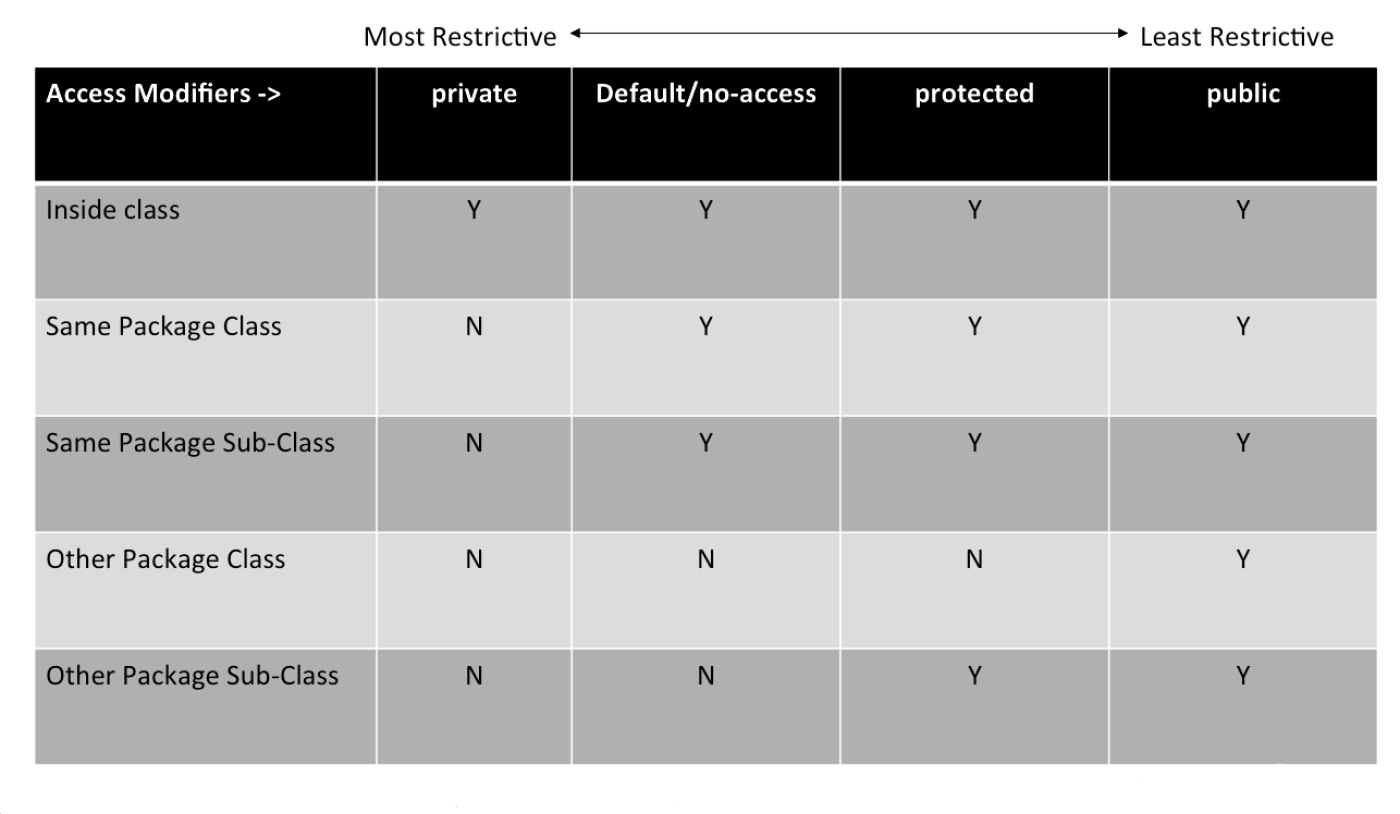 Most Restrictive Least Restrictive
Access Modifiers -> private Default/no-access protected public
Inside class Y Y Y Y
Same Package Class N Y Y Y
Same Package Sub-Class N Y Y Y
Other Package Class N N N Y
Other Package Sub-Class N N Y Y